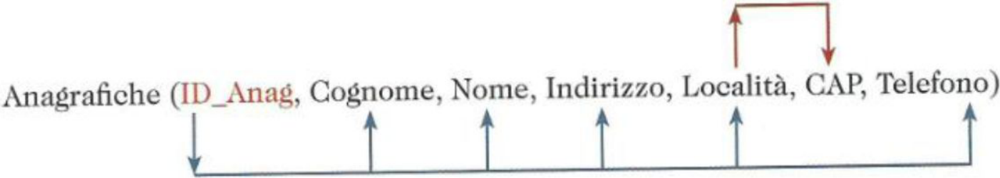 Anagrafiche (ID_Anag, Cognome, Nome, Indirizzo, Località, CAP, Telefono)